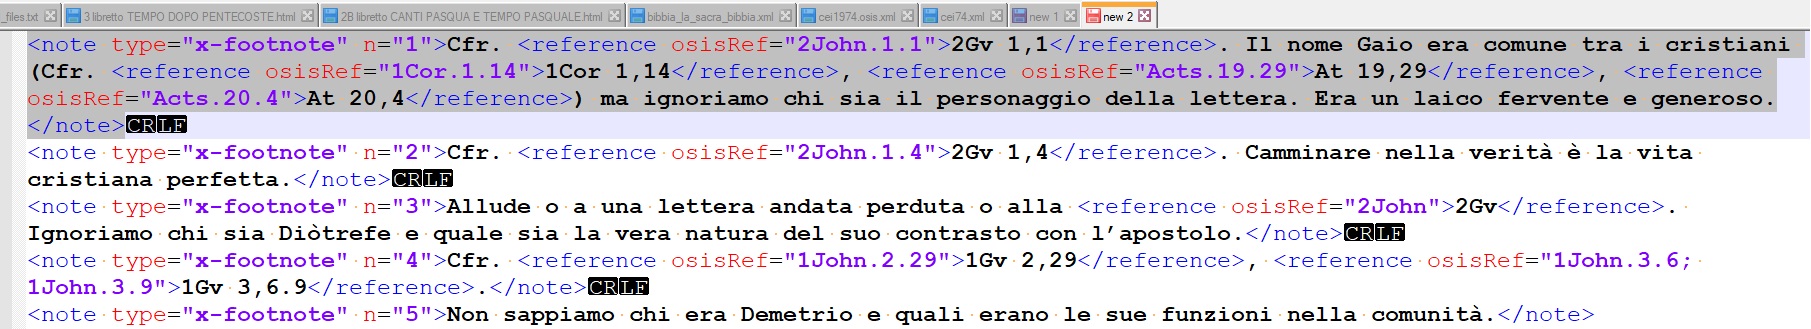 _files.txt 3 libretto TEMPO DOPO PENTECOSTE.html 2B libretto CANTI PASQUA E TEMPO PASQUALE.html bibbia_la_sacra_bibbia.xml cei1974.osis.xml cei74.xml new 1 new 2
<note type="x-footnote" n="1">Cfr. <reference osisRef="2John.1.1">2Gv 1,1</reference>. Il nome Gaio era comune tra i cristiani
(Cfr. <reference osisRef="1Cor.1.14">1Cor 1,14</reference>, <reference osisRef="Acts.19.29">At 19,29</reference>, <reference
osisRef="Acts.20.4">At 20,4</reference>) ma ignoriamo chi sia il personaggio della lettera. Era un laico fervente e generoso.
</note>CRLF
<note type="x-footnote" n="2">Cfr. <reference osisRef="2John.1.4">2Gv 1,4</reference>. Camminare nella verità è la vita
cristiana perfetta.</note>CRLF
<note type="x-footnote" n="3">Allude o a una lettera andata perduta o alla <reference osisRef="2John">2Gv</reference>.
Ignoriamo chi sia Diòtrefe e quale sia la vera natura del suo contrasto con l’apostolo.</note>CRLF
<note type="x-footnote" n="4">Cfr. <reference osisRef="1John.2.29">1Gv 2,29</reference>, <reference osisRef="1John.3.6;
1John.3.9">1Gv 3,6.9</reference>.</note>CRLF
<note type="x-footnote" n="5">Non sappiamo chi era Demetrio e quali erano le sue funzioni nella comunità.</note>